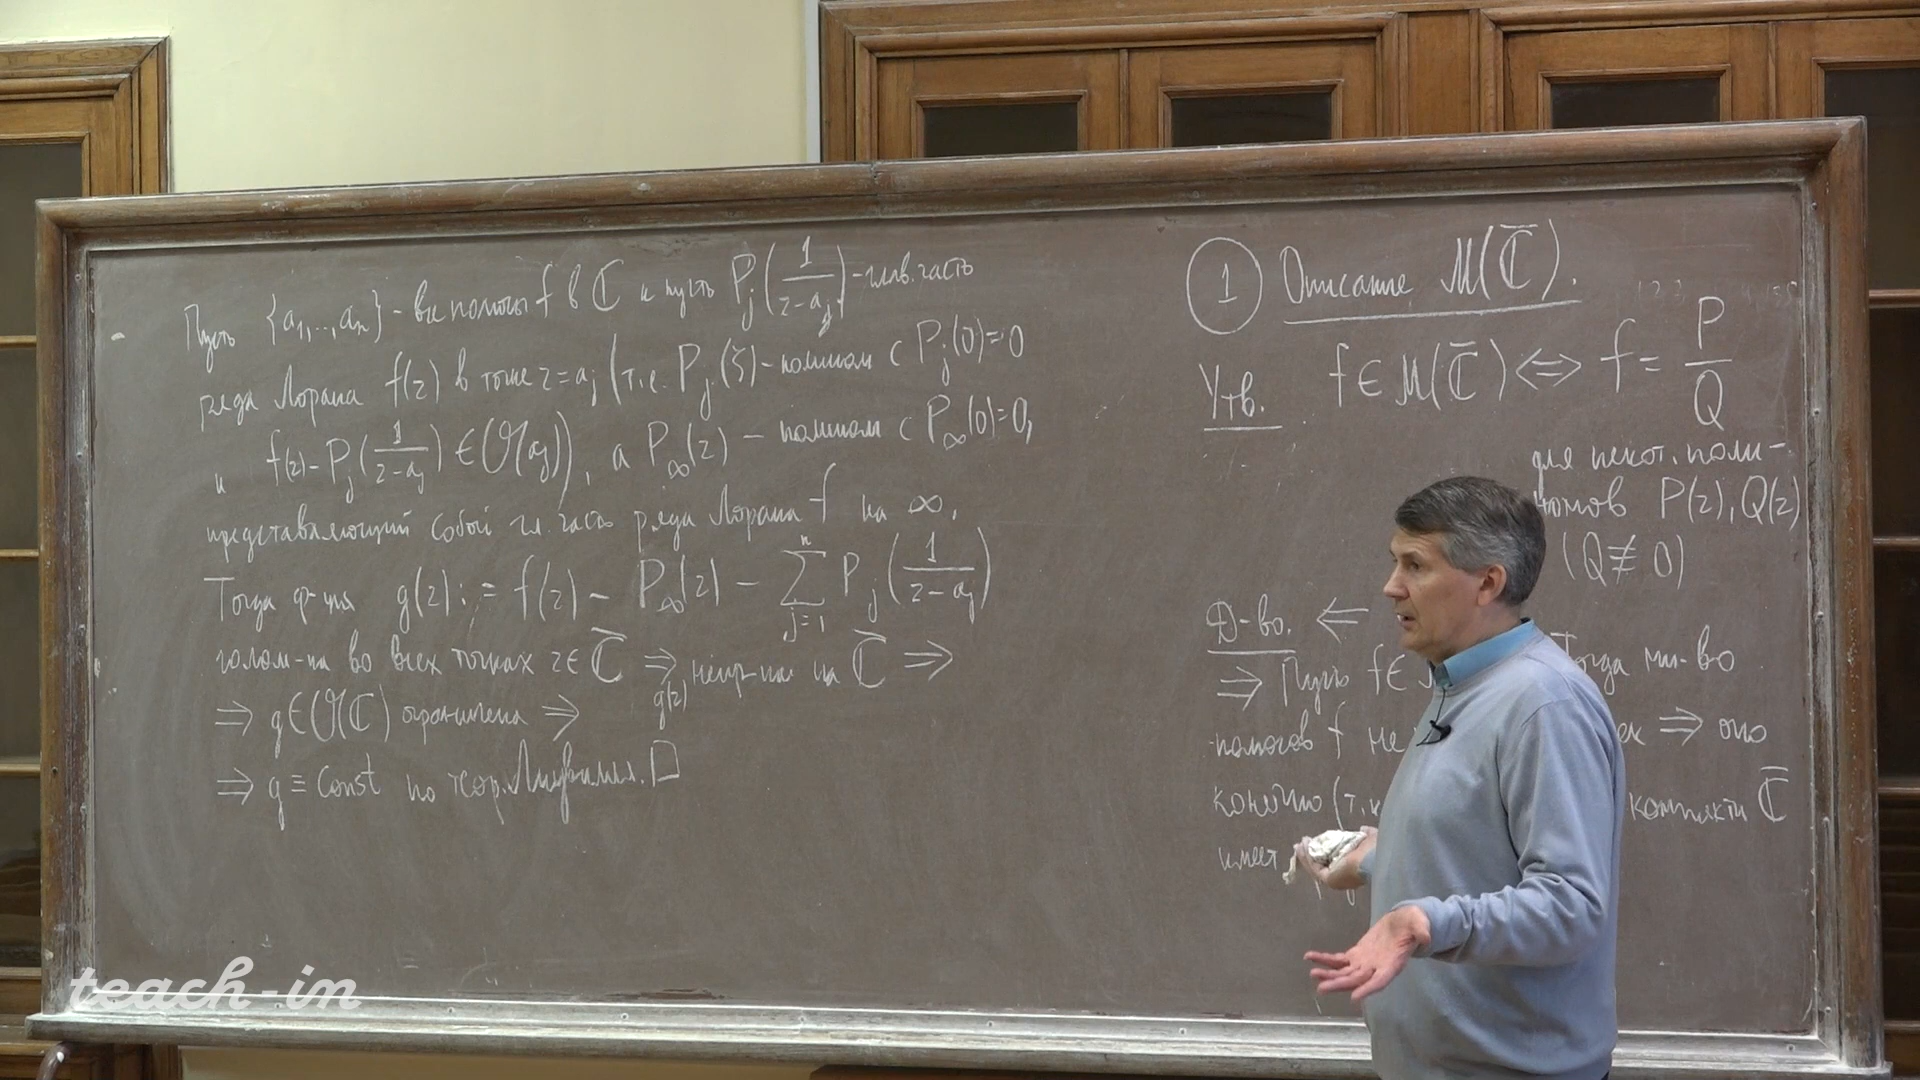 Пусть {a₁,...,aₙ} - все полюсы f в ℂ и пусть Pⱼ(1/(z-aⱼ)) - глав. часть
ряда Лорана f(z) в точке z=aⱼ (т.е. Pⱼ(ζ) - полином с Pⱼ(0)=0
и f(z)-Pⱼ(1/(z-aⱼ)) ∈ 𝒪(aⱼ)), а P∞(z) - полином с P∞(0)=0,
представляющий собой гл. часть ряда Лорана f на ∞.
Тогда ф-ция g(z) := f(z) - P∞(z) - ∑ⱼ₌₁ⁿ Pⱼ(1/(z-aⱼ))
голом-на во всех точках z∈ℂ̅ ⇒ g(z) непр-на на ℂ̅ ⇒
⇒ g∈𝒪(ℂ) ограничена ⇒
⇒ g ≡ const по теор. Лиувилля. □
1 Описание M(ℂ̅).
Утв. f∈M(ℂ̅) ⇔ f = P/Q
для некот. поли-
номов P(z), Q(z)
(Q≢0)
Д-во. ⇐
⇒ Пусть f∈ Тогда мн-во
полюсов f не ⇒ оно
конечно (т.к. компакти ℂ̅
имеет
teach-in